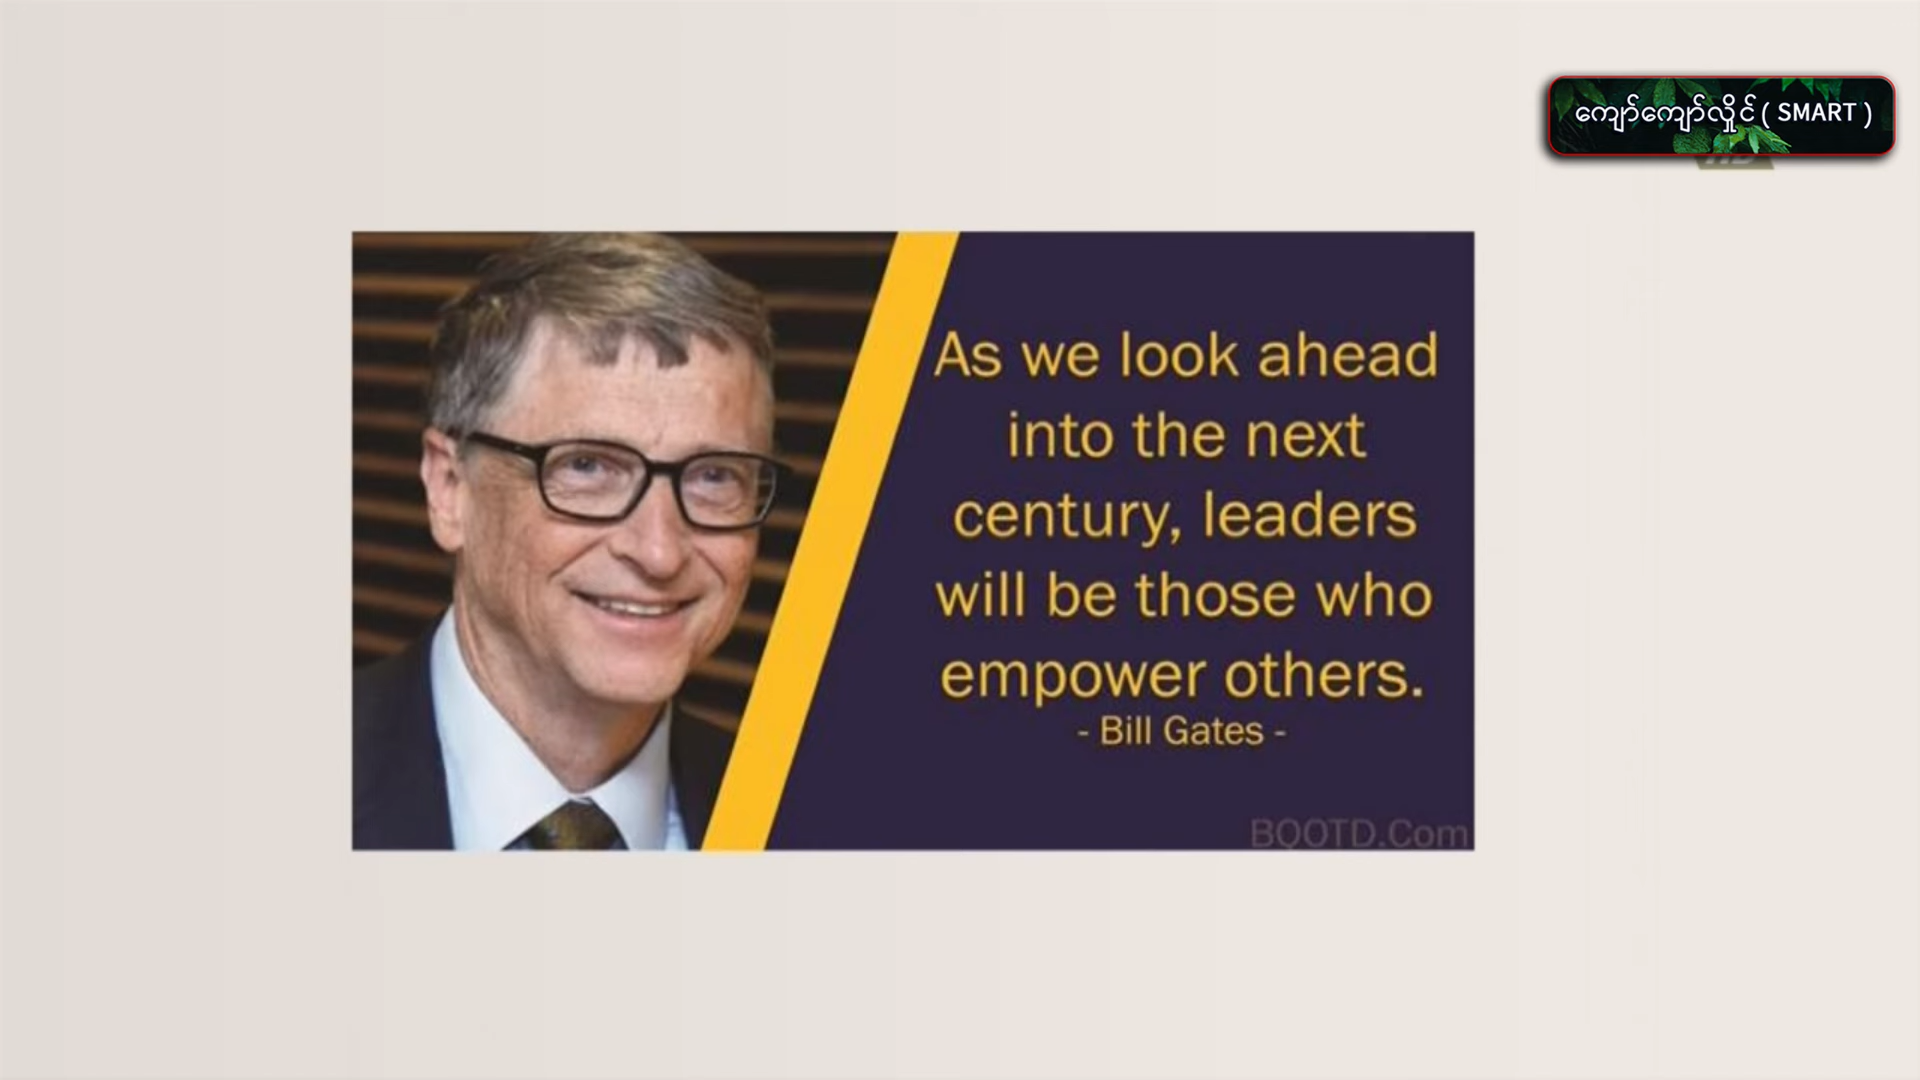 ကျော်ကျော်လှိုင် ( SMART )
HD
As we look ahead
into the next
century, leaders
will be those who
empower others.
- Bill Gates -
BQOTD.Com